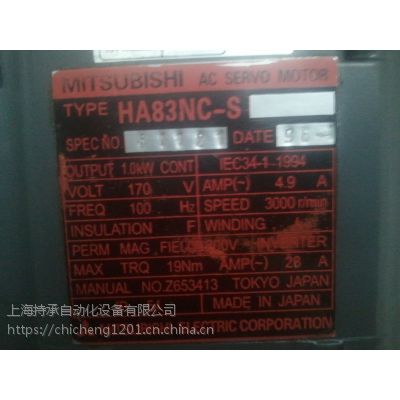 MITSUBISHI AC SERVO MOTOR
TYPE HA83NC-S
SPEC NO DATE 96-
OUTPUT 1.0kW CONT IEC34-1-1994
VOLT 170 V AMP(~) 4.9 A
FREQ 100 Hz SPEED 3000 r/min
INSULATION F WINDING
PERM MAG FIELD 200V INVERTER
MAX TRQ 19Nm AMP(~) 28 A
MANUAL NO.Z653413 TOKYO JAPAN
MADE IN JAPAN
ELECTRIC CORPORATION
上海持承自动化设备有限公司
https://chicheng1201.cn.china.cn